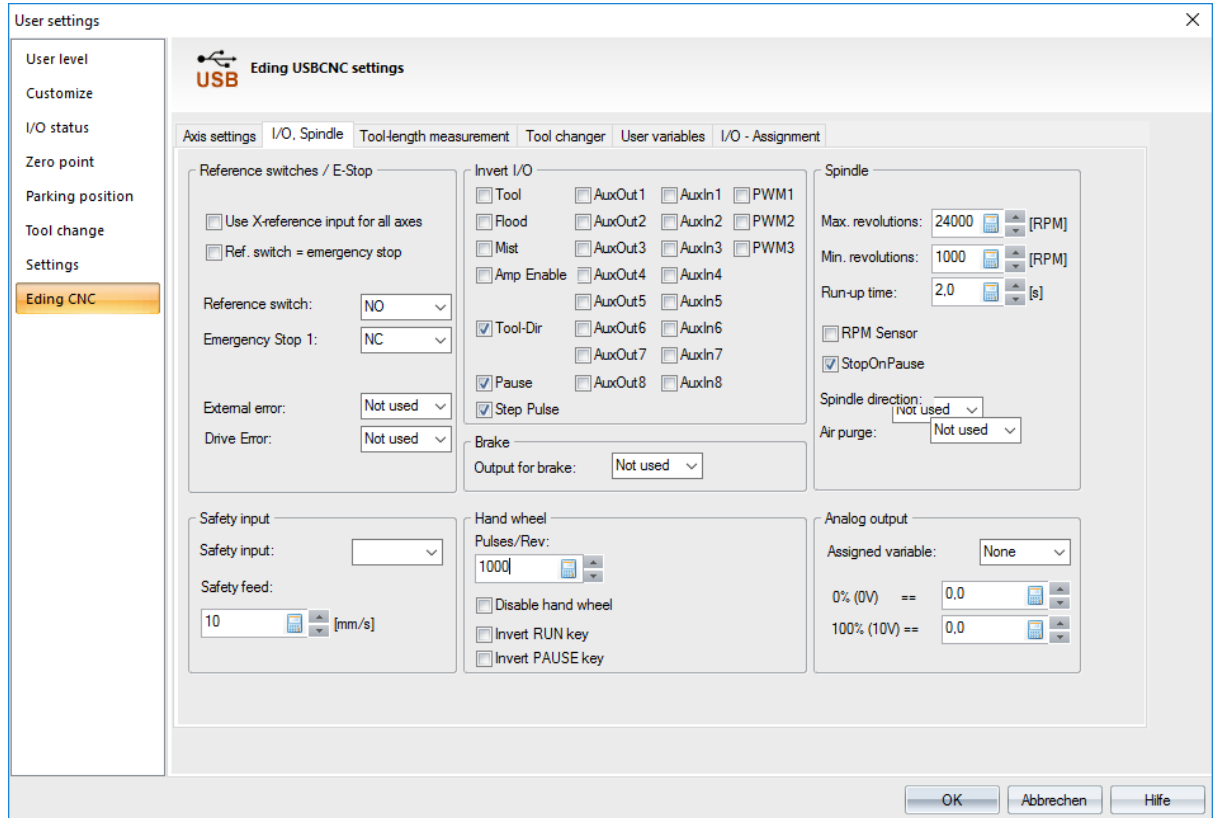 User settings
User level
Customize
I/O status
Zero point
Parking position
Tool change
Settings
Eding CNC
USB
Eding USBCNC settings
Axis settings I/O, Spindle Tool-length measurement Tool changer User variables I/O - Assignment
Reference switches / E-Stop
Use X-reference input for all axes
Ref. switch = emergency stop
Reference switch: NO
Emergency Stop 1: NC
External error: Not used
Drive Error: Not used
Invert I/O
Tool AuxOut1 AuxIn1 PWM1
Flood AuxOut2 AuxIn2 PWM2
Mist AuxOut3 AuxIn3 PWM3
Amp Enable AuxOut4 AuxIn4
AuxOut5 AuxIn5
Tool-Dir AuxOut6 AuxIn6
AuxOut7 AuxIn7
Pause AuxOut8 AuxIn8
Step Pulse
Brake
Output for brake: Not used
Spindle
Max. revolutions: 24000 [RPM]
Min. revolutions: 1000 [RPM]
Run-up time: 2,0 [s]
RPM Sensor
StopOnPause
Spindle direction: Not used
Air purge: Not used
Safety input
Safety input:
Safety feed:
10 [mm/s]
Hand wheel
Pulses/Rev:
1000
Disable hand wheel
Invert RUN key
Invert PAUSE key
Analog output
Assigned variable: None
0% (0V) == 0,0
100% (10V) == 0,0
OK Abbrechen Hilfe